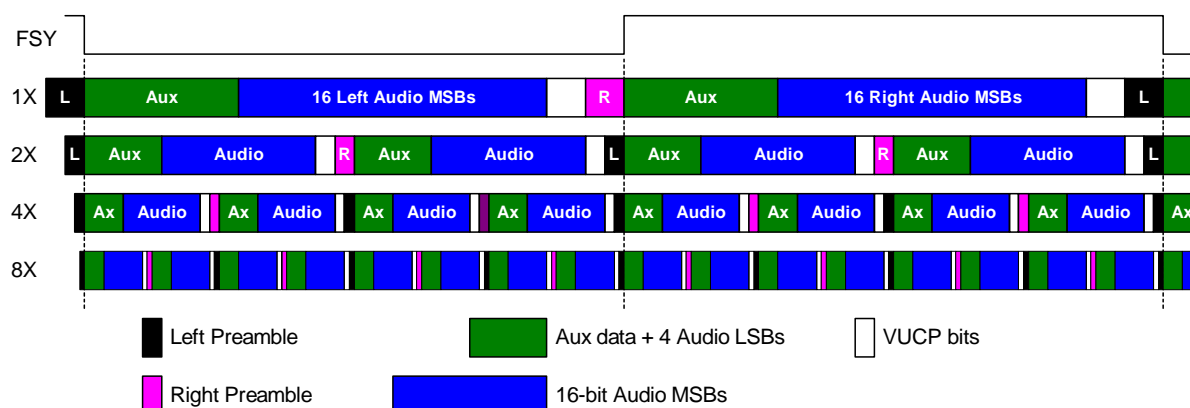 FSY
1X L Aux 16 Left Audio MSBs R Aux 16 Right Audio MSBs L
2X L Aux Audio R Aux Audio L Aux Audio R Aux Audio L
4X Ax Audio Ax Audio Ax Audio Ax Audio Ax Audio Ax Audio Ax Audio Ax Audio Ax
8X
Left Preamble Aux data + 4 Audio LSBs VUCP bits
Right Preamble 16-bit Audio MSBs